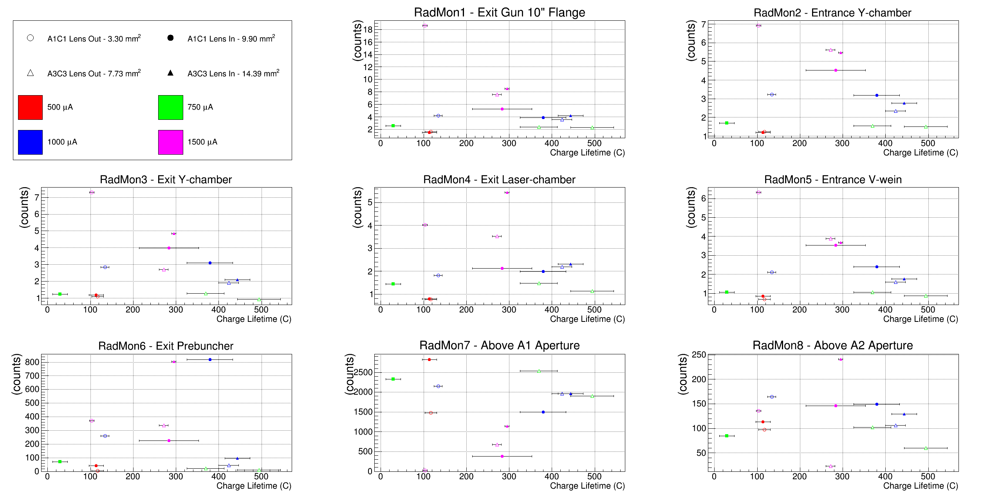 A1C1 Lens Out - 3.30 mm²
A1C1 Lens In - 9.90 mm²
A3C3 Lens Out - 7.73 mm²
A3C3 Lens In - 14.39 mm²
500 μA
750 μA
1000 μA
1500 μA
RadMon1 - Exit Gun 10" Flange
(counts)
18
16
14
12
10
8
6
4
2
0 100 200 300 400 500
Charge Lifetime (C)
RadMon2 - Entrance Y-chamber
(counts)
7
6
5
4
3
2
1
0 100 200 300 400 500
Charge Lifetime (C)
RadMon3 - Exit Y-chamber
(counts)
7
6
5
4
3
2
1
0 100 200 300 400 500
Charge Lifetime (C)
RadMon4 - Exit Laser-chamber
(counts)
5
4
3
2
1
0 100 200 300 400 500
Charge Lifetime (C)
RadMon5 - Entrance V-wein
(counts)
6
5
4
3
2
1
0 100 200 300 400 500
Charge Lifetime (C)
RadMon6 - Exit Prebuncher
(counts)
800
700
600
500
400
300
200
100
0
0 100 200 300 400 500
Charge Lifetime (C)
RadMon7 - Above A1 Aperture
(counts)
2500
2000
1500
1000
500
0
0 100 200 300 400 500
Charge Lifetime (C)
RadMon8 - Above A2 Aperture
(counts)
250
200
150
100
50
0 100 200 300 400 500
Charge Lifetime (C)